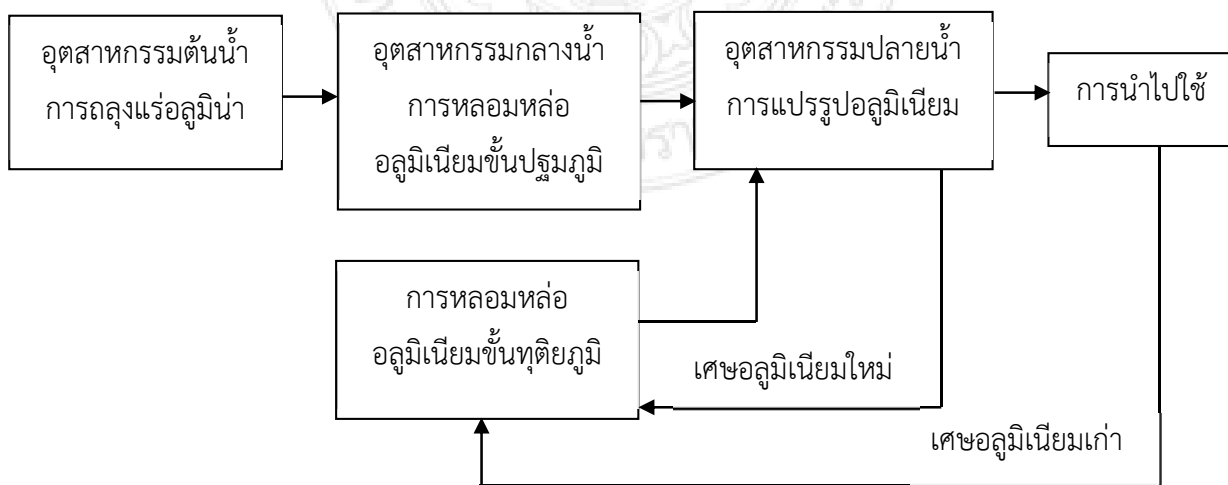 อุตสาหกรรมต้นน้ำ
การถลุงแร่อลูมิน่า
อุตสาหกรรมกลางน้ำ
การหลอมหล่อ
อลูมิเนียมขั้นปฐมภูมิ
อุตสาหกรรมปลายน้ำ
การแปรรูปอลูมิเนียม
การนำไปใช้
การหลอมหล่อ
อลูมิเนียมขั้นทุติยภูมิ
เศษอลูมิเนียมใหม่
เศษอลูมิเนียมเก่า